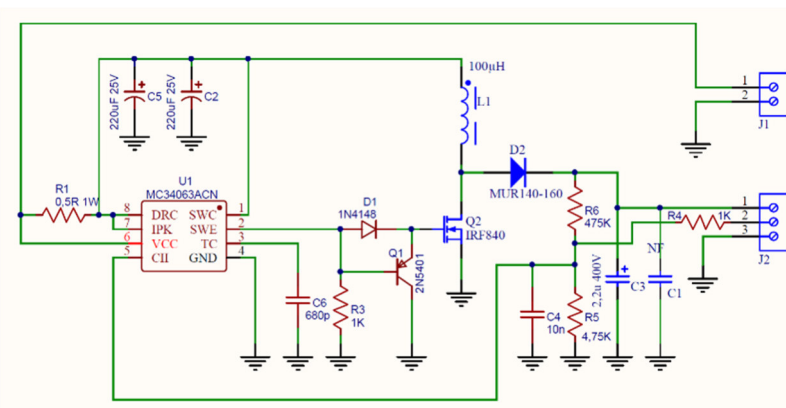 100µH
L1
1
2
J1
220uF 25V
C5
220uF 25V
C2
U1
MC34063ACN
R1
0,5R 1W
8
DRC
SWC
1
7
IPK
SWE
2
6
VCC
TC
3
5
CII
GND
4
D1
1N4148
Q1
2N5401
Q2
IRF840
D2
MUR140-160
R6
475K
R4
1K
1
2
3
J2
NF
2,2u 400V
C3
C1
C6
680p
R3
1K
C4
10n
R5
4,75K